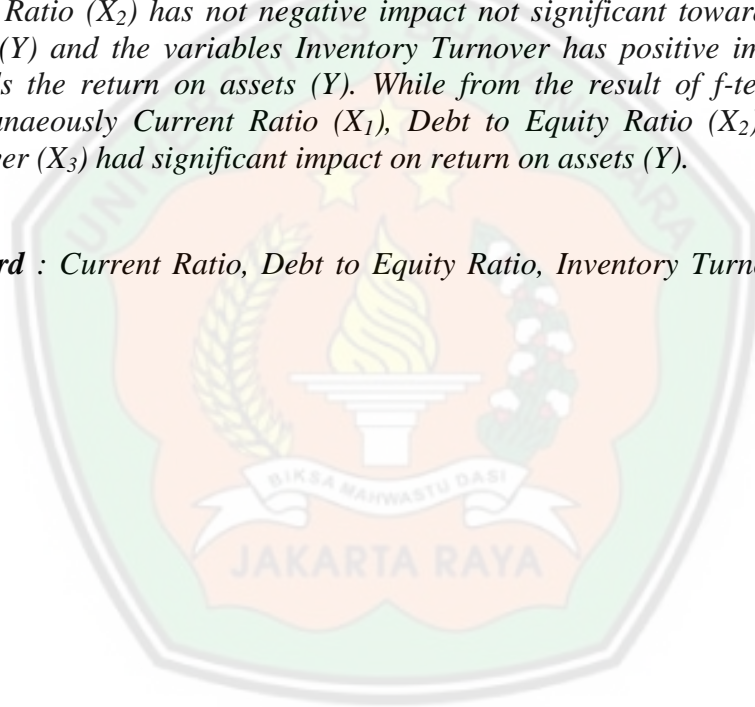 Ratio (X₂) has not negative impact not significant towar
(Y) and the variables Inventory Turnover has positive im
s the return on assets (Y). While from the result of f-te
naeously Current Ratio (X₁), Debt to Equity Ratio (X₂)
er (X₃) had significant impact on return on assets (Y).
rd : Current Ratio, Debt to Equity Ratio, Inventory Turn
BIKSA MAHWASTU DASI
JAKARTA RAYA